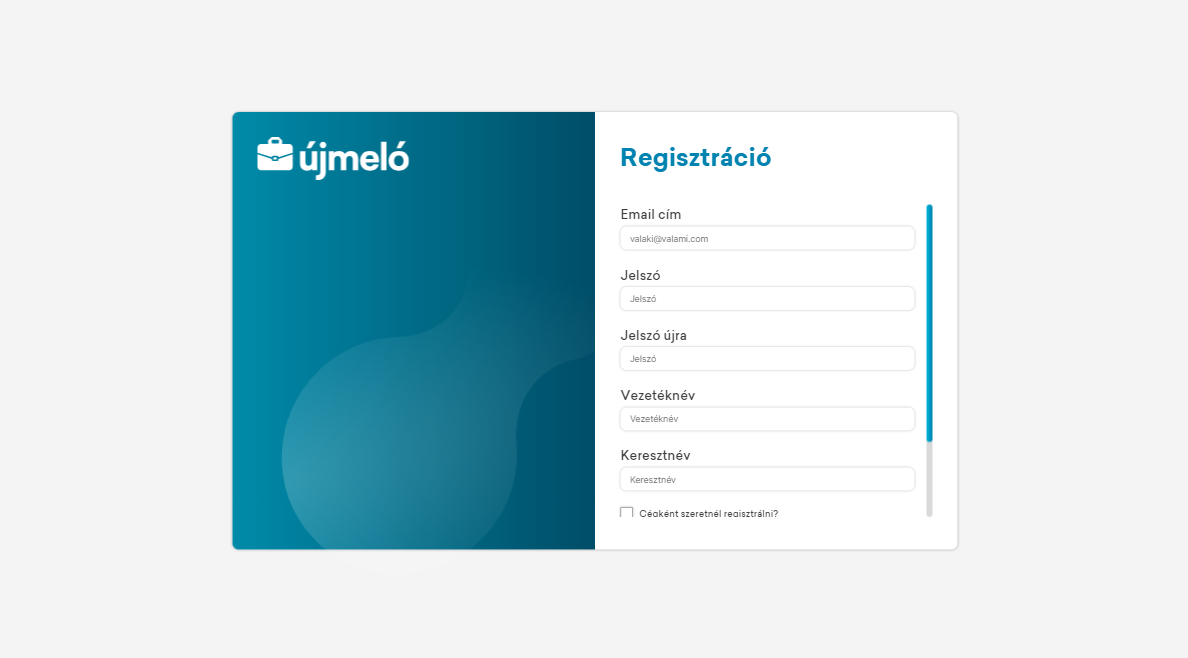 újmeló
Regisztráció
Email cím
valaki@valami.com
Jelszó
Jelszó
Jelszó újra
Jelszó
Vezetéknév
Vezetéknév
Keresztnév
Keresztnév
Cégként szeretnél regisztrálni?